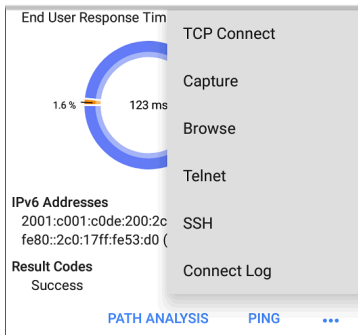 End User Response Tim
1.6 %
123 ms
IPv6 Addresses
2001:c001:c0de:200:2c
fe80::2c0:17ff:fe53:d0 (
Result Codes
Success
TCP Connect
Capture
Browse
Telnet
SSH
Connect Log
PATH ANALYSIS
PING
•••